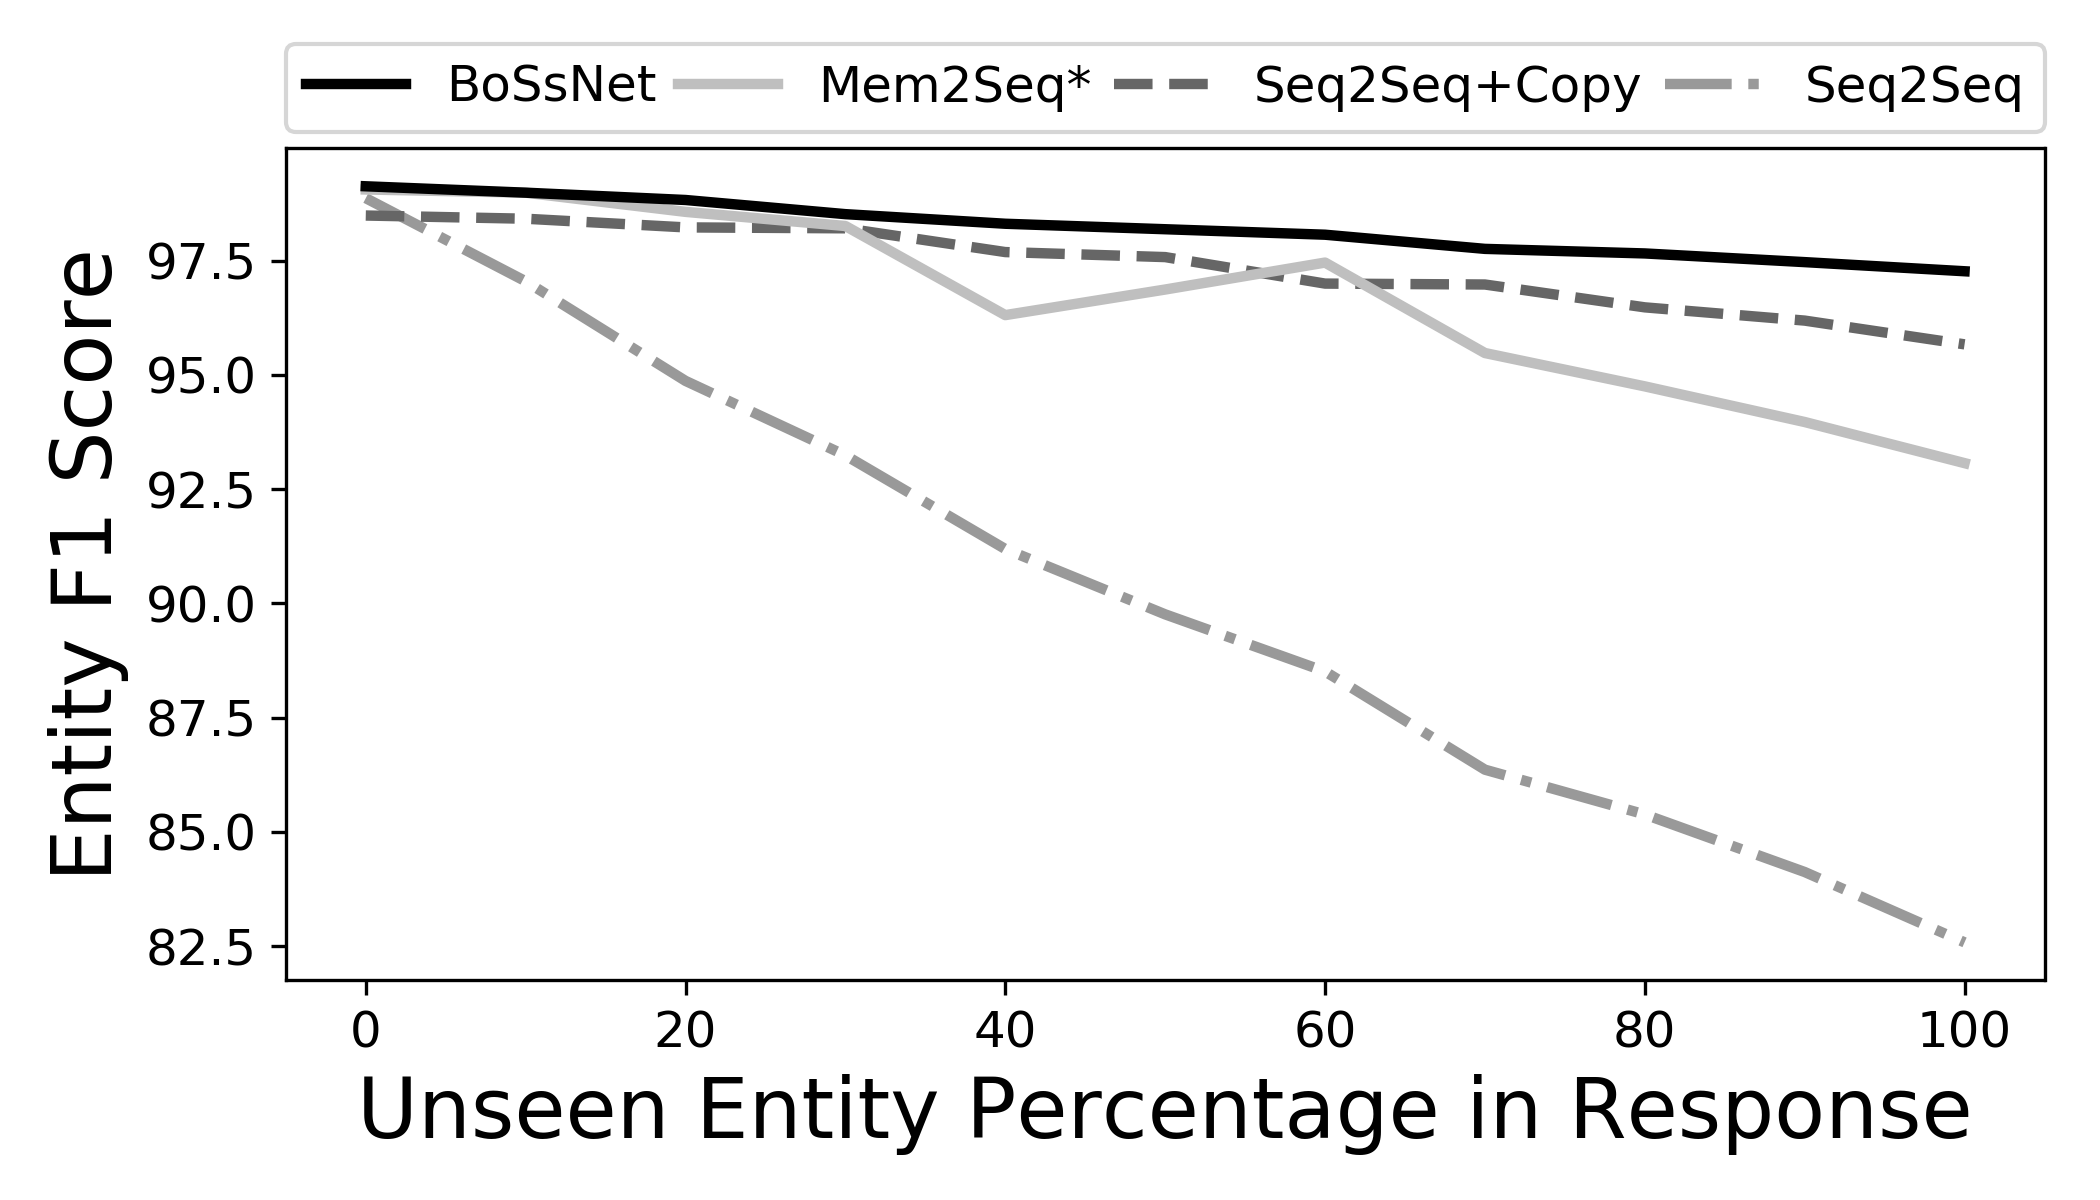 BoSsNet Mem2Seq* Seq2Seq+Copy Seq2Seq
Entity F1 Score
97.5
95.0
92.5
90.0
87.5
85.0
82.5
0 20 40 60 80 100
Unseen Entity Percentage in Response